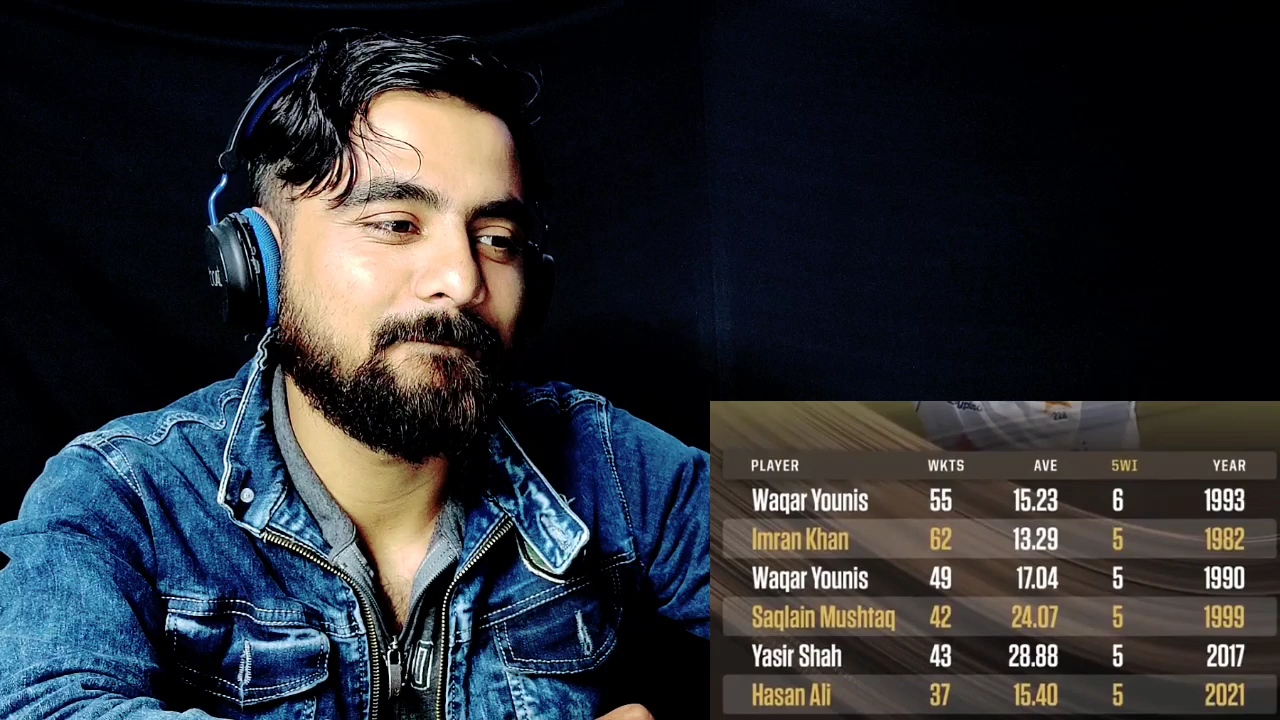 PLAYER WKTS AVE 5WI YEAR
Waqar Younis 55 15.23 6 1993
Imran Khan 62 13.29 5 1982
Waqar Younis 49 17.04 5 1990
Saqlain Mushtaq 42 24.07 5 1999
Yasir Shah 43 28.88 5 2017
Hasan Ali 37 15.40 5 2021